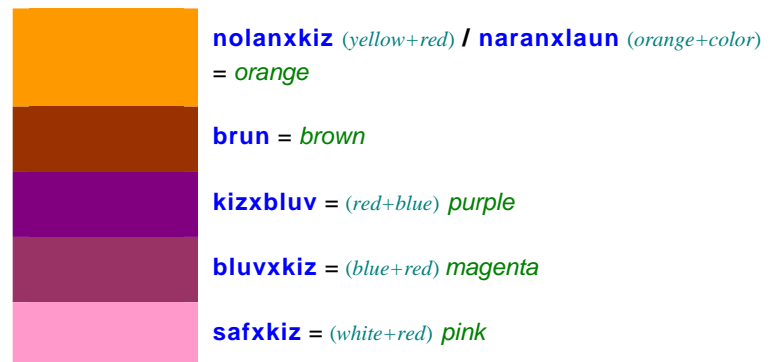 nolanxkiz (yellow+red) / naranxlaun (orange+color)
= orange
brun = brown
kizxbluv = (red+blue) purple
bluvxkiz = (blue+red) magenta
safxkiz = (white+red) pink